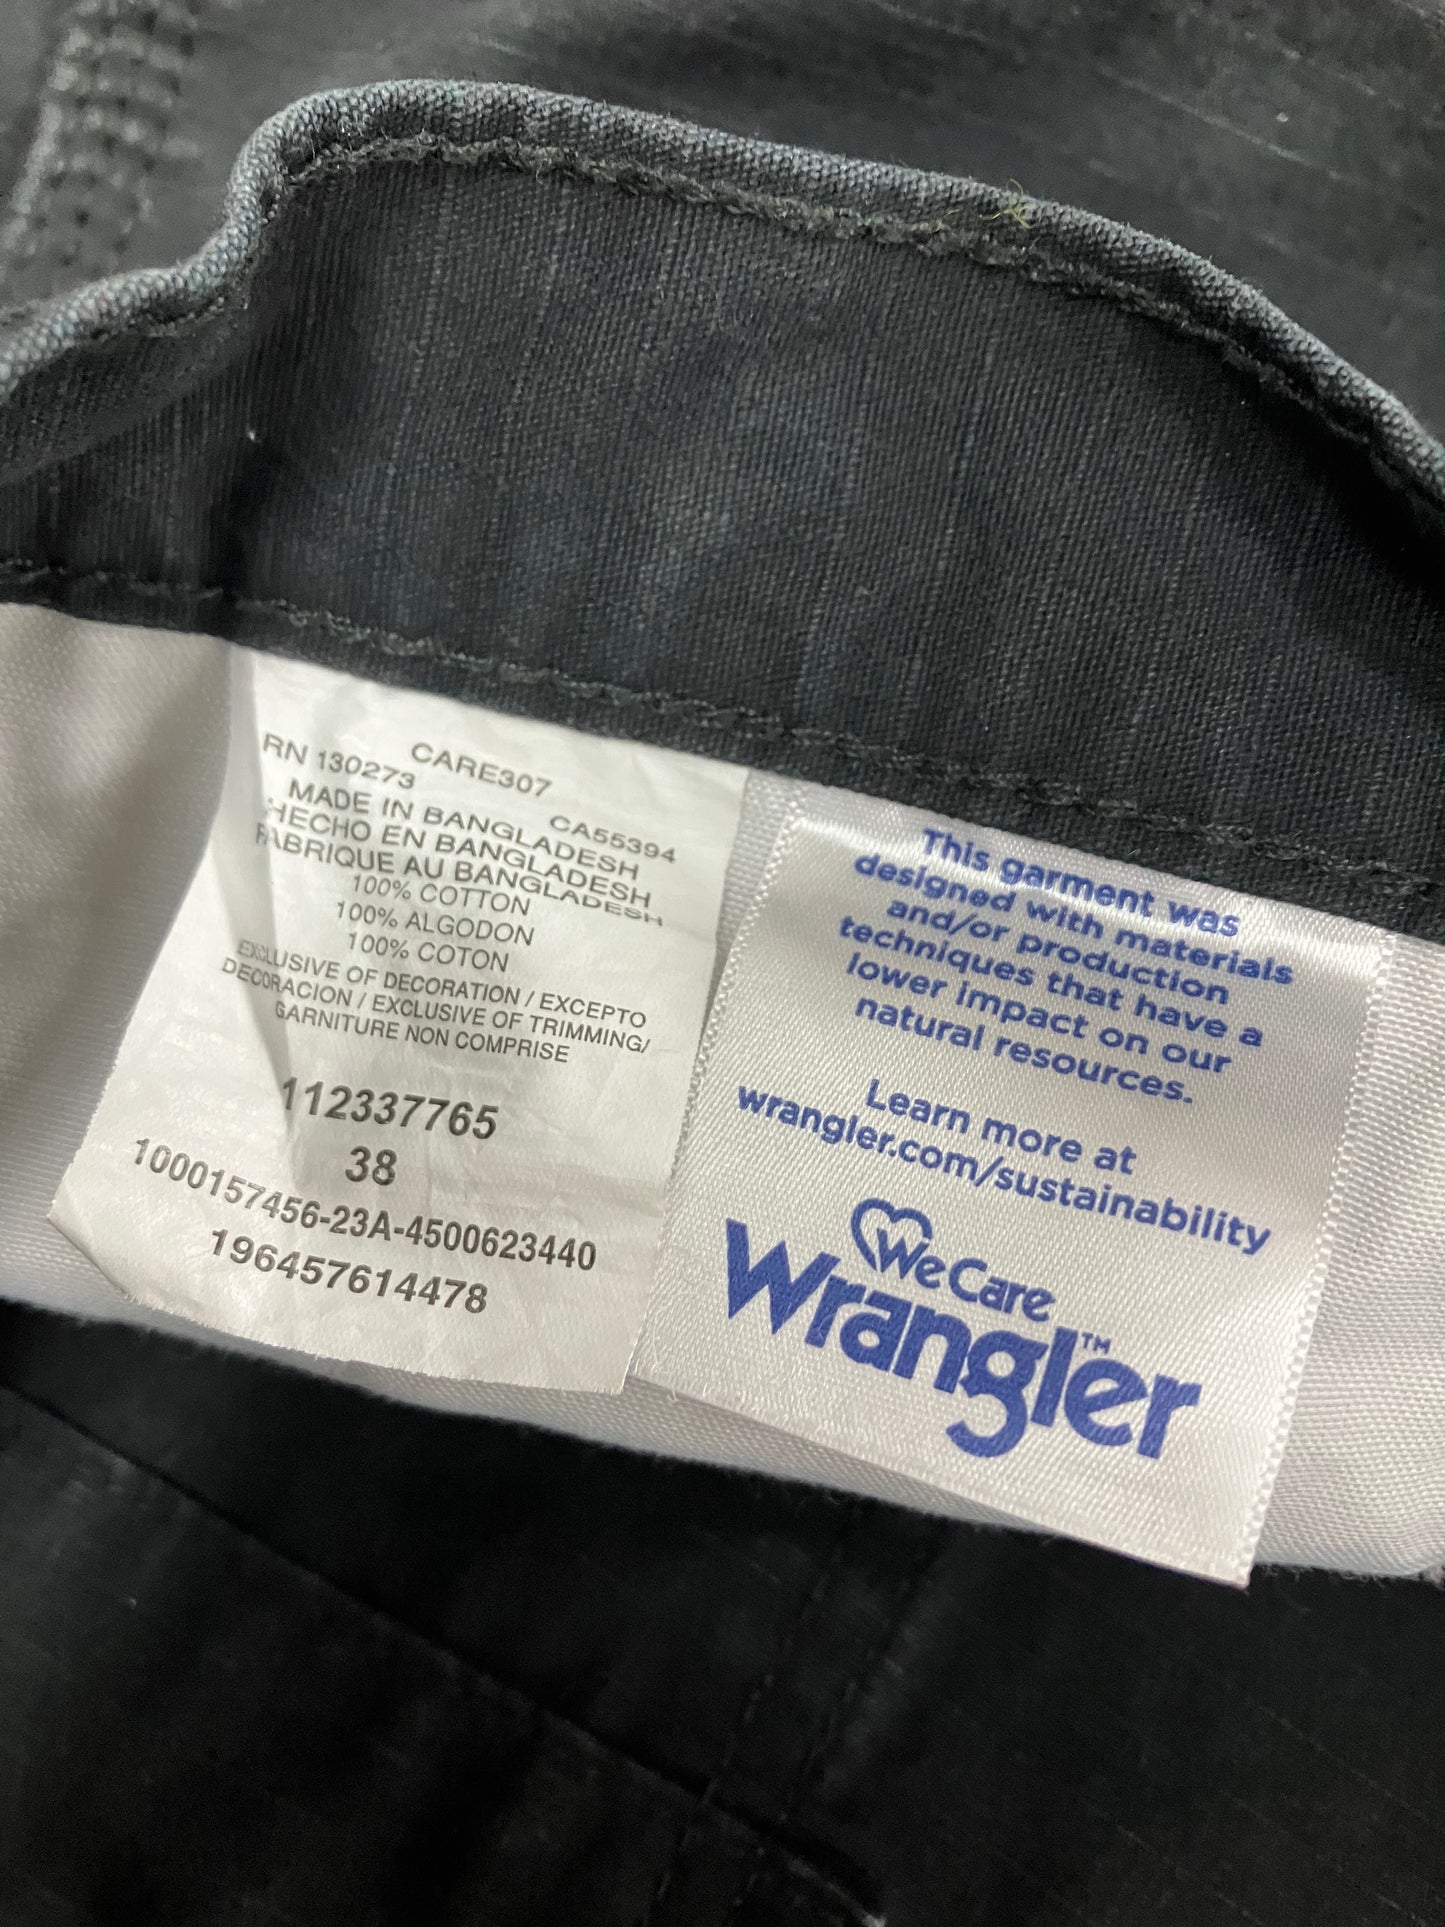 CARE307
RN 130273
CA55394
MADE IN BANGLADESH
HECHO EN BANGLADESH
FABRIQUE AU BANGLADESH
100% COTTON
100% ALGODON
100% COTON
EXCLUSIVE OF DECORATION / EXCEPTO
DECORACION / EXCLUSIVE OF TRIMMING/
GARNITURE NON COMPRISE
112337765
38
1000157456-23A-4500623440
196457614478
This garment was
designed with materials
and/or production
techniques that have a
lower impact on our
natural resources.
Learn more at
wrangler.com/sustainability
WeCare
Wrangler™